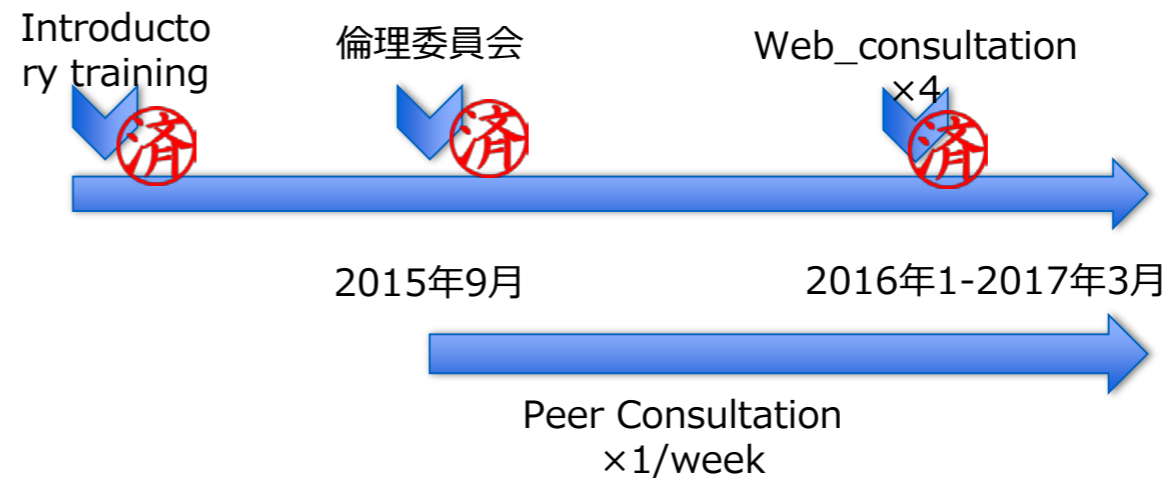 Introducto
ry training
倫理委員会
Web_consultation
×4
済
済
済
2015年9月
2016年1-2017年3月
Peer Consultation
×1/week